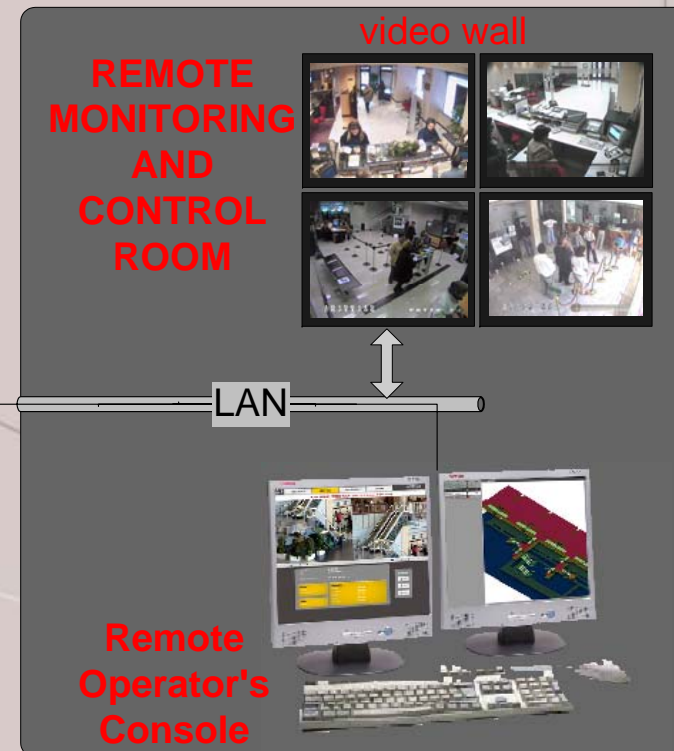 video wall
REMOTE
MONITORING
AND
CONTROL
ROOM
LAN
Remote
Operator's
Console